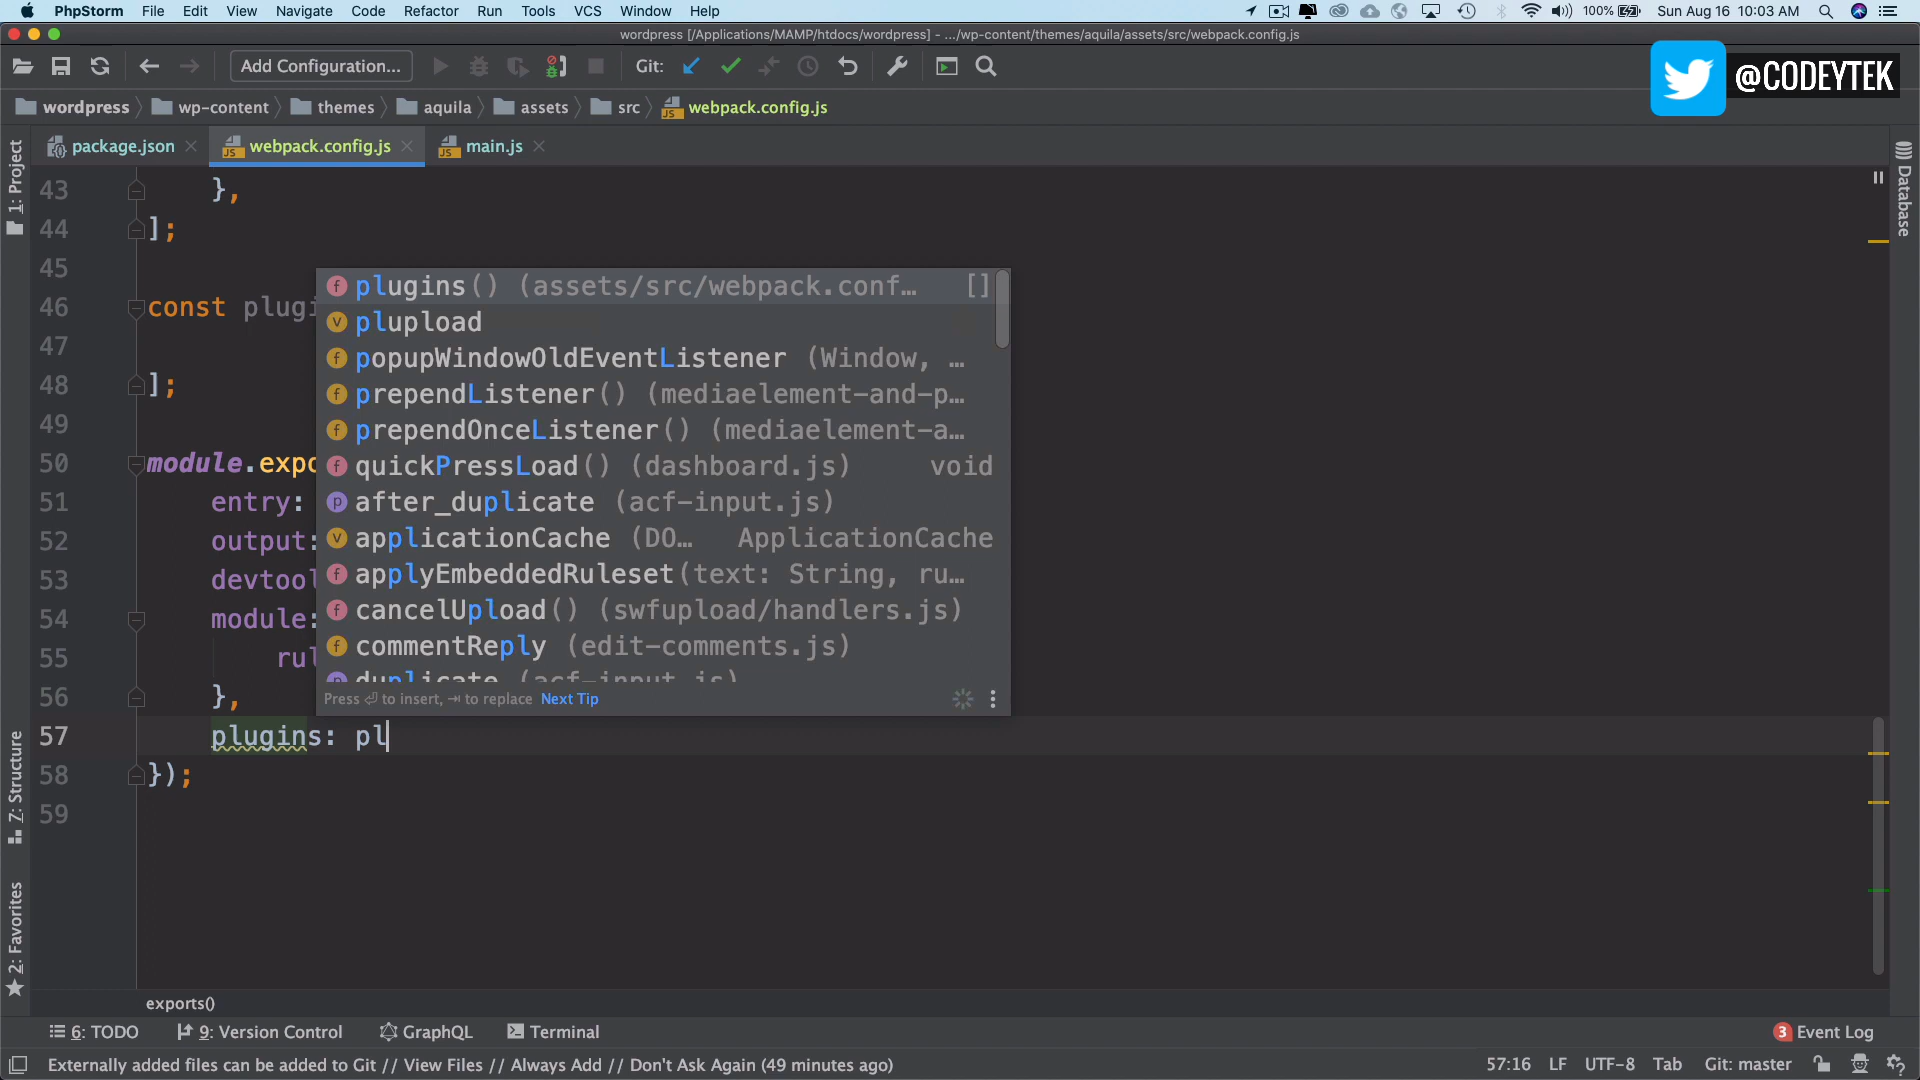 PhpStorm File Edit View Navigate Code Refactor Run Tools VCS Window Help 100% Sun Aug 16 10:03 AM
wordpress [/Applications/MAMP/htdocs/wordpress] - .../wp-content/themes/aquila/assets/src/webpack.config.js
Add Configuration... Git:
@CODEYTEK
wordpress wp-content themes aquila assets src webpack.config.js
package.json webpack.config.js main.js
1: Project
Database
43 },
44 ];
45
46 const plugi
47
48 ];
49
50 module.expo
51 entry:
52 output:
53 devtool
54 module:
55 rul
56 },
57 plugins: pl
58 });
59
plugins() (assets/src/webpack.conf… []
plupload
popupWindowOldEventListener (Window, …
prependListener() (mediaelement-and-p…
prependOnceListener() (mediaelement-a…
quickPressLoad() (dashboard.js) void
after_duplicate (acf-input.js)
applicationCache (DO… ApplicationCache
applyEmbeddedRuleset(text: String, ru…
cancelUpload() (swfupload/handlers.js)
commentReply (edit-comments.js)
duplicate (acf-input.js)
Press ⏎ to insert, ⇥ to replace Next Tip
7: Structure
2: Favorites
exports()
6: TODO 9: Version Control GraphQL Terminal 3 Event Log
Externally added files can be added to Git // View Files // Always Add // Don't Ask Again (49 minutes ago) 57:16 LF UTF-8 Tab Git: master